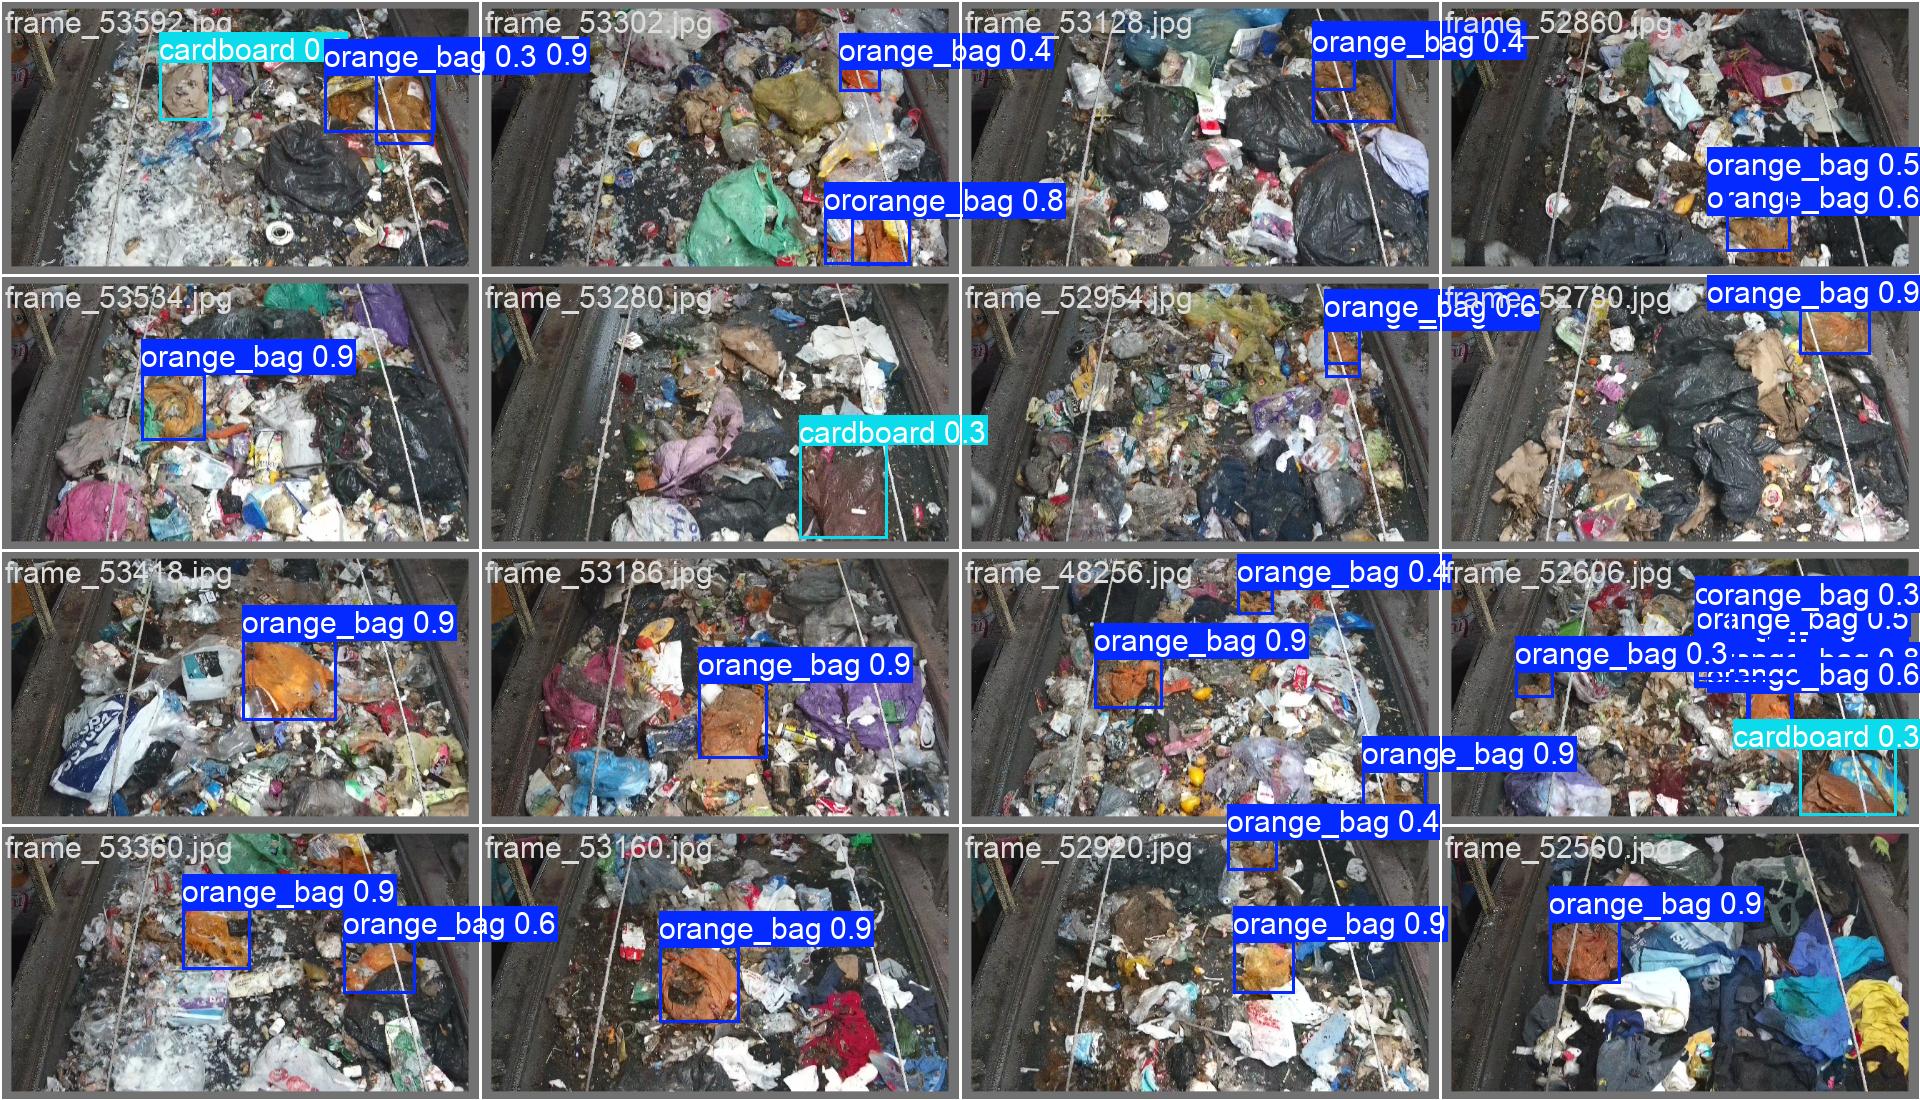 frame_53592.jpg
cardboard 0.
orange_bag 0.3
0.9
frame_53302.jpg
orange_bag 0.4
or
orange_bag 0.8
frame_53128.jpg
orange_bag 0.4
frame_52860.jpg
orange_bag 0.5
orange_bag 0.6
frame_53534.jpg
orange_bag 0.9
frame_53280.jpg
cardboard 0.3
frame_52954.jpg
orange_bag 0.6
frame_52780.jpg
orange_bag 0.9
frame_53418.jpg
orange_bag 0.9
frame_53186.jpg
orange_bag 0.9
frame_48256.jpg
orange_bag 0.4
orange_bag 0.9
orange_bag 0.9
frame_52606.jpg
orange_bag 0.3
orange_bag 0.5
orange_bag 0.3
orange_bag 0.6
cardboard 0.3
frame_53360.jpg
orange_bag 0.9
orange_bag 0.6
frame_53160.jpg
orange_bag 0.9
frame_52920.jpg
orange_bag 0.4
orange_bag 0.9
frame_52560.jpg
orange_bag 0.9